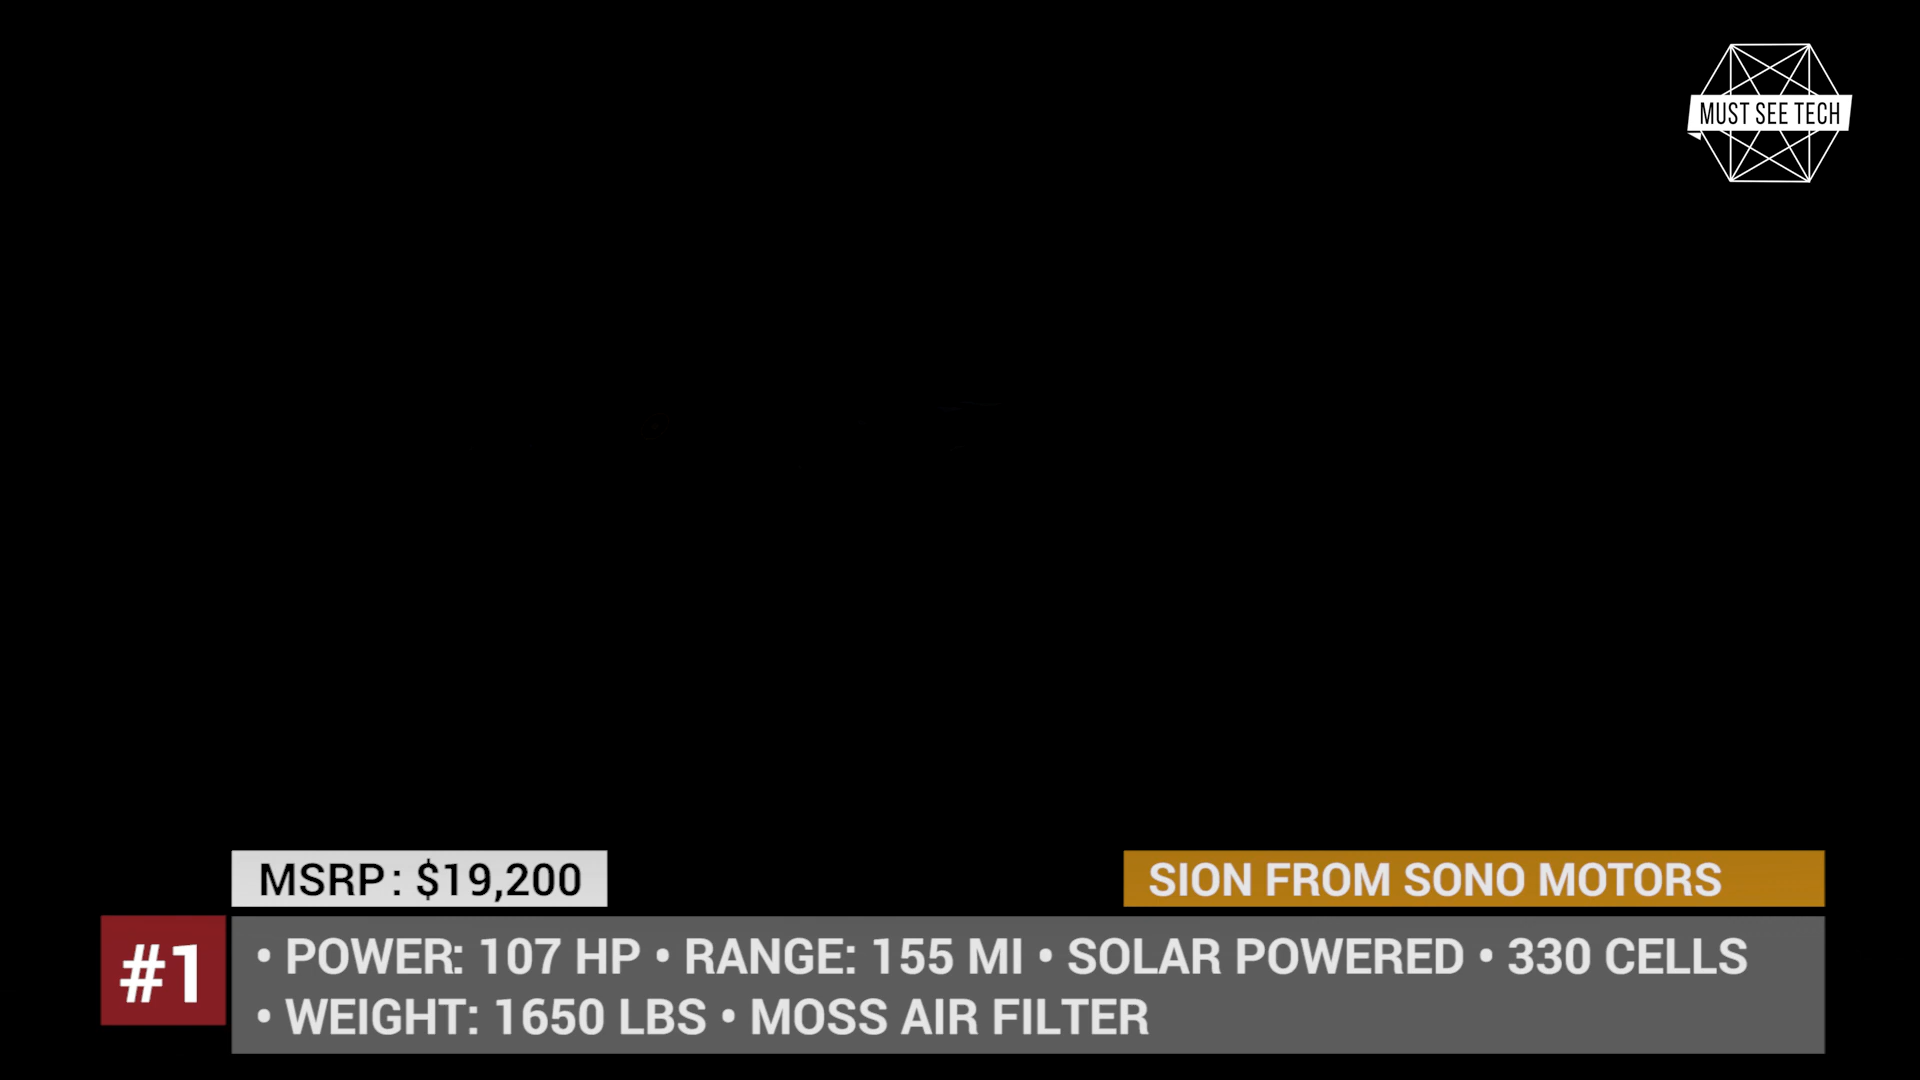 MUST SEE TECH
MSRP: $19,200
SION FROM SONO MOTORS
#1
• POWER: 107 HP • RANGE: 155 MI • SOLAR POWERED • 330 CELLS
• WEIGHT: 1650 LBS • MOSS AIR FILTER